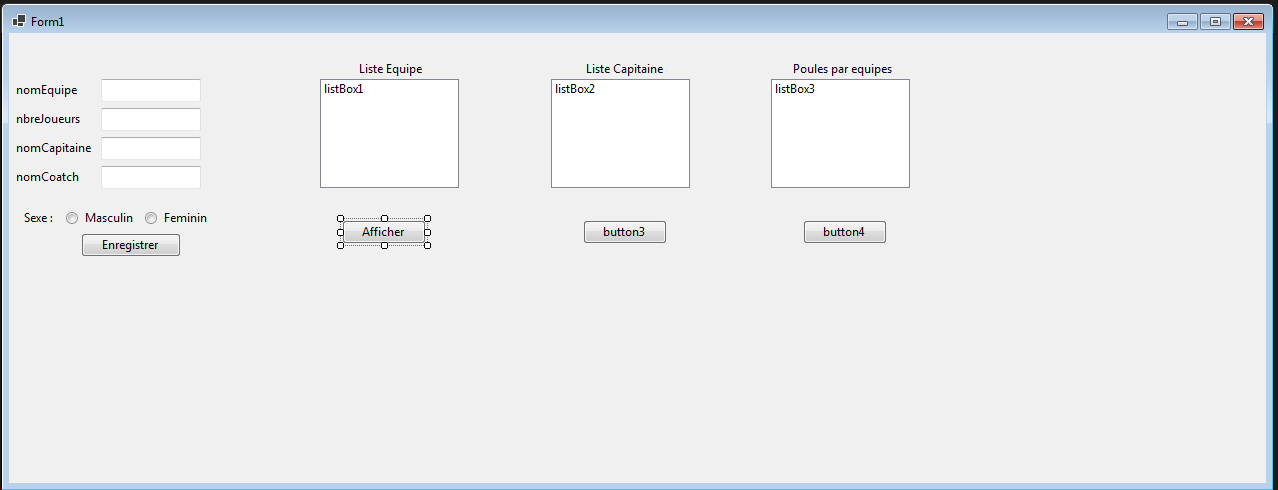 Form1
Liste Equipe
Liste Capitaine
Poules par equipes
nomEquipe
listBox1
listBox2
listBox3
nbreJoueurs
nomCapitaine
nomCoatch
Sexe :
Masculin
Feminin
Afficher
button3
button4
Enregistrer